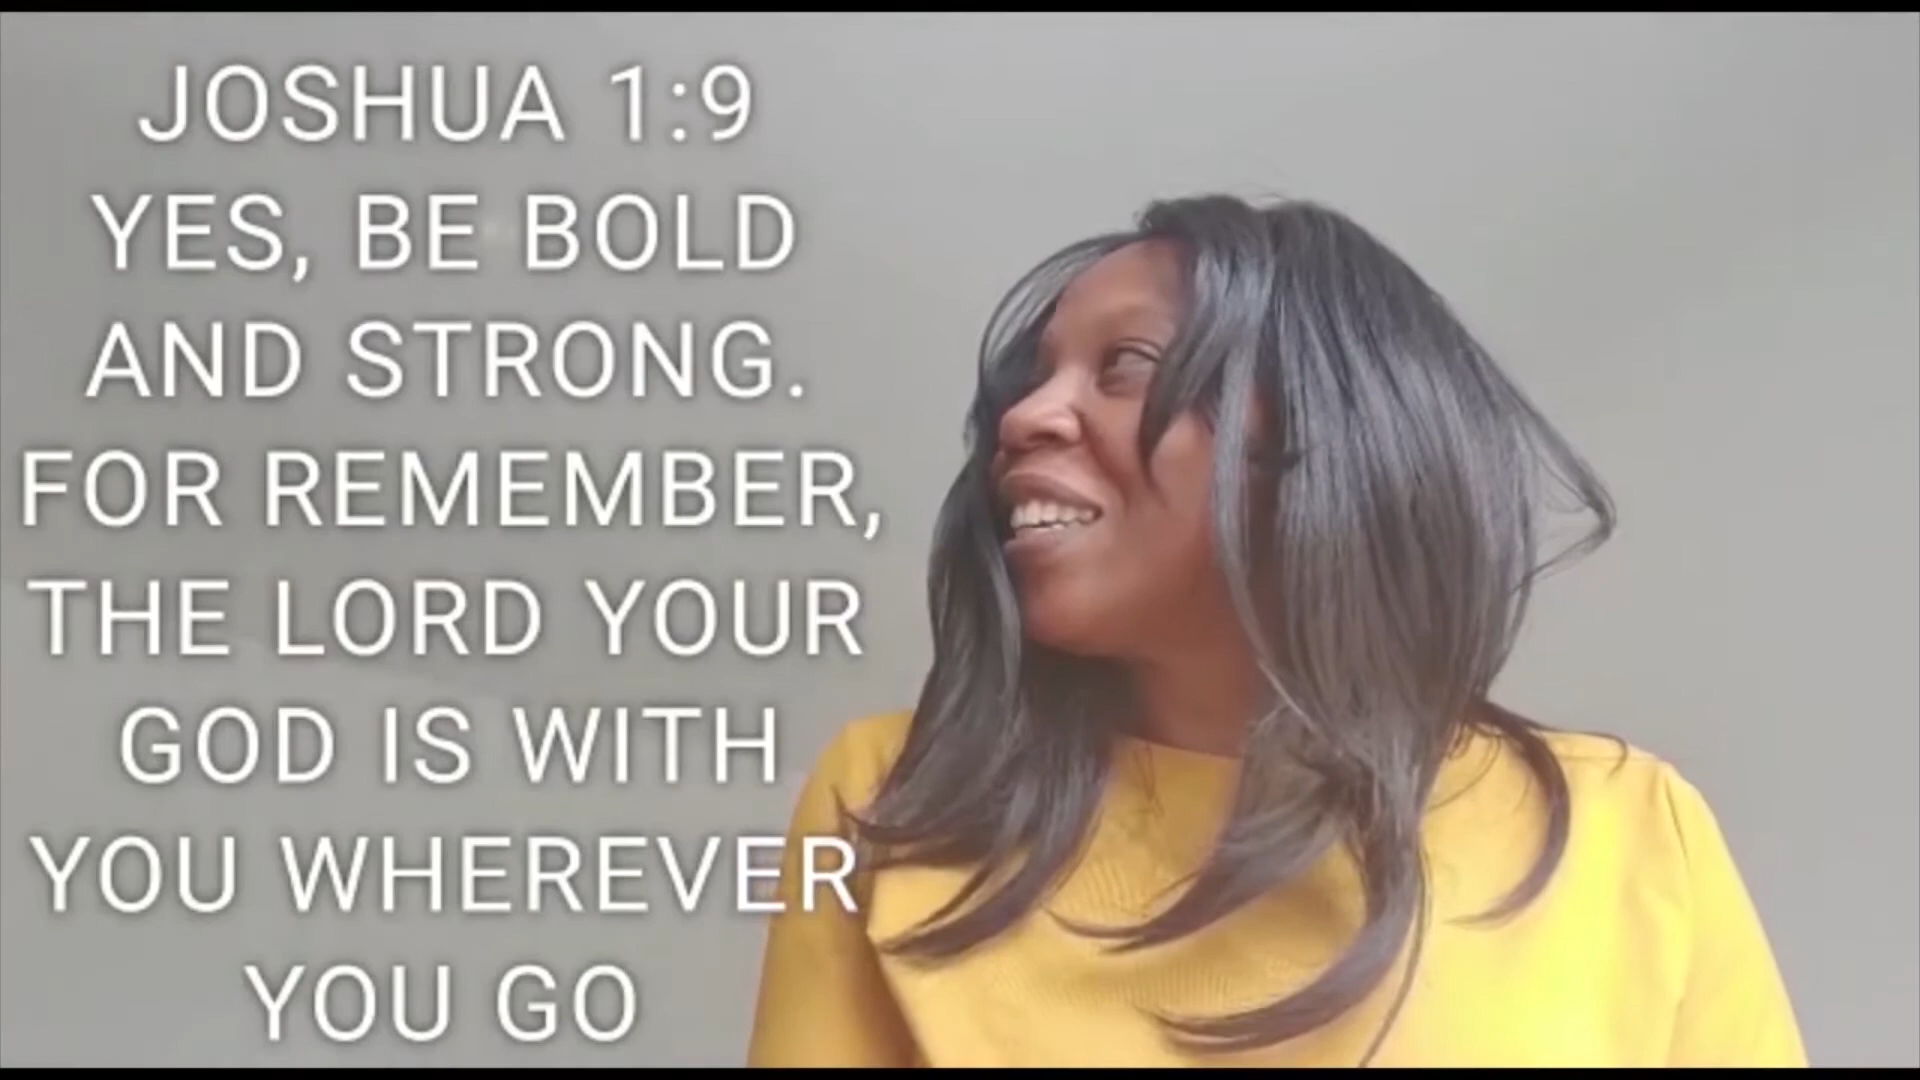 JOSHUA 1:9
YES, BE BOLD
AND STRONG.
FOR REMEMBER,
THE LORD YOUR
GOD IS WITH
YOU WHEREVER
YOU GO